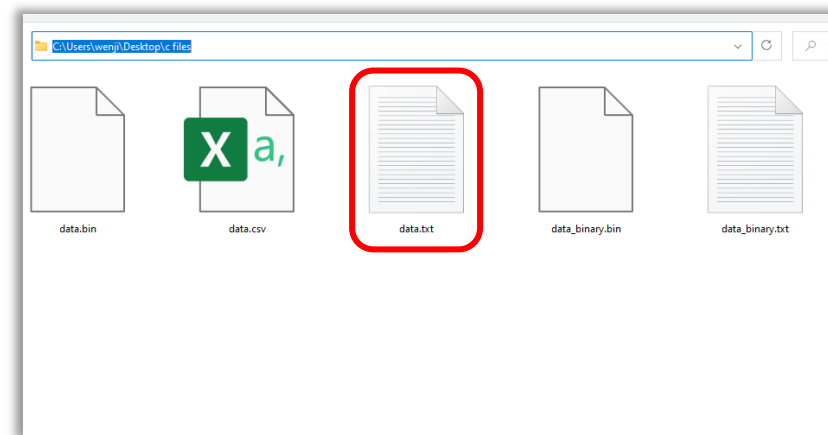 C:\Users\wenji\Desktop\c files
X a,
data.bin
data.csv
data.txt
data_binary.bin
data_binary.txt